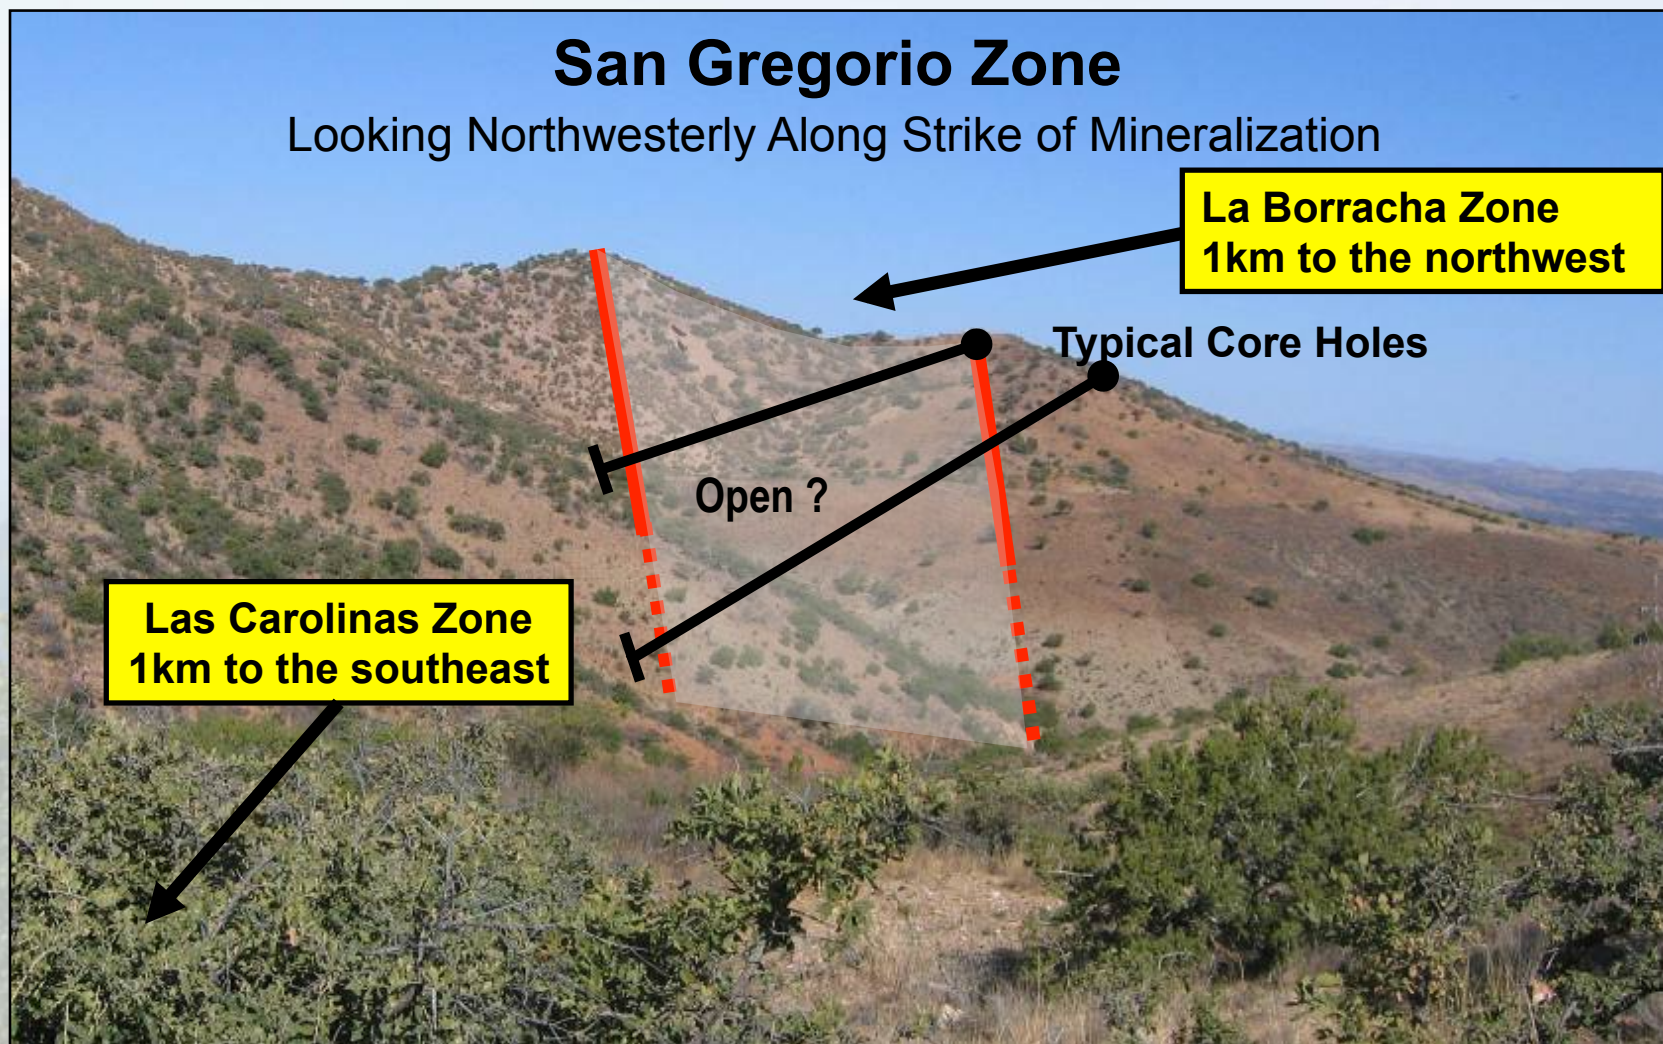 San Gregorio Zone
Looking Northwesterly Along Strike of Mineralization
La Borracha Zone
1km to the northwest
Typical Core Holes
Open ?
Las Carolinas Zone
1km to the southeast